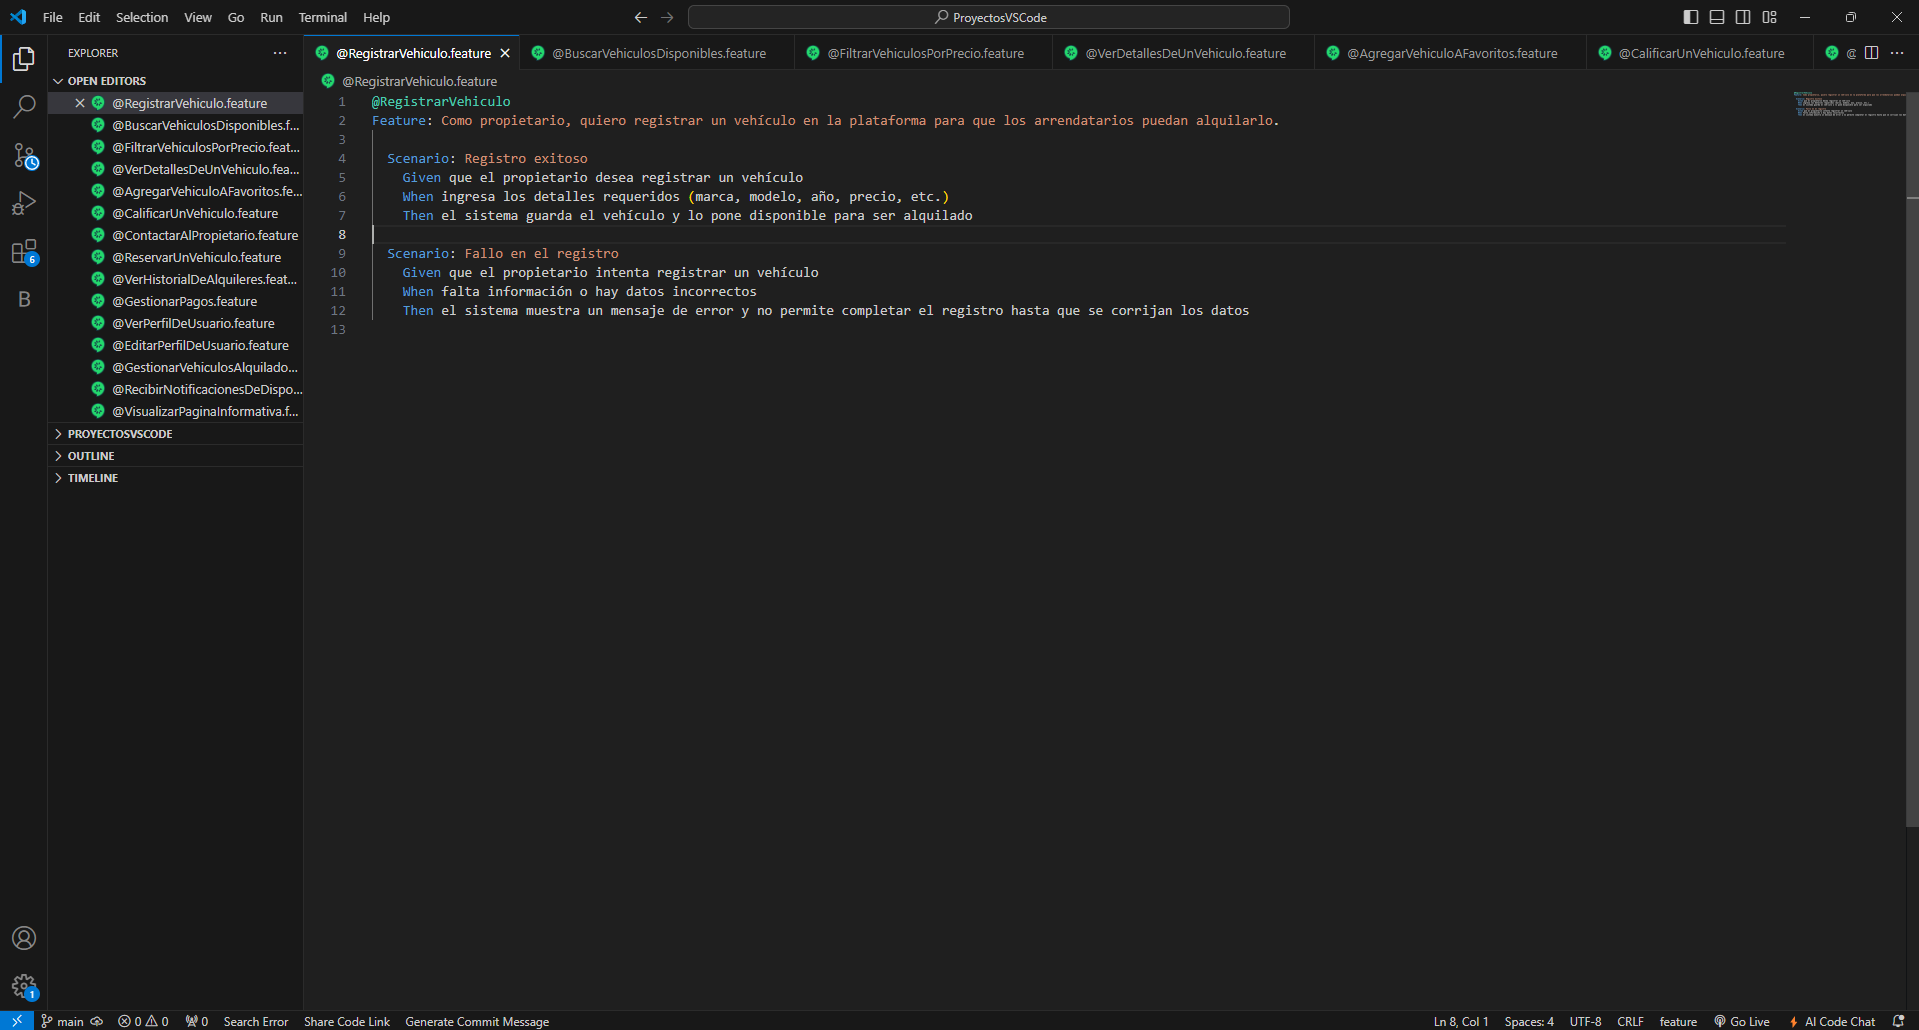 File Edit Selection View Go Run Terminal Help
ProyectosVSCode
EXPLORER
OPEN EDITORS
@RegistrarVehiculo.feature
@BuscarVehiculosDisponibles.f...
@FiltrarVehiculosPorPrecio.feat...
@VerDetallesDeUnVehiculo.fea...
@AgregarVehiculoAFavoritos.fe...
@CalificarUnVehiculo.feature
@ContactarAlPropietario.feature
@ReservarUnVehiculo.feature
@VerHistorialDeAlquileres.feat...
@GestionarPagos.feature
@VerPerfilDeUsuario.feature
@EditarPerfilDeUsuario.feature
@GestionarVehiculosAlquilado...
@RecibirNotificacionesDeDispo...
@VisualizarPaginaInformativa.f...
PROYECTOSVSCODE
OUTLINE
TIMELINE
6
B
1
@RegistrarVehiculo.feature @BuscarVehiculosDisponibles.feature @FiltrarVehiculosPorPrecio.feature @VerDetallesDeUnVehiculo.feature @AgregarVehiculoAFavoritos.feature @CalificarUnVehiculo.feature @
@RegistrarVehiculo.feature
1 @RegistrarVehiculo
2 Feature: Como propietario, quiero registrar un vehículo en la plataforma para que los arrendatarios puedan alquilarlo.
3
4 Scenario: Registro exitoso
5 Given que el propietario desea registrar un vehículo
6 When ingresa los detalles requeridos (marca, modelo, año, precio, etc.)
7 Then el sistema guarda el vehículo y lo pone disponible para ser alquilado
8
9 Scenario: Fallo en el registro
10 Given que el propietario intenta registrar un vehículo
11 When falta información o hay datos incorrectos
12 Then el sistema muestra un mensaje de error y no permite completar el registro hasta que se corrijan los datos
13
main 0 0 0 Search Error Share Code Link Generate Commit Message Ln 8, Col 1 Spaces: 4 UTF-8 CRLF feature Go Live AI Code Chat